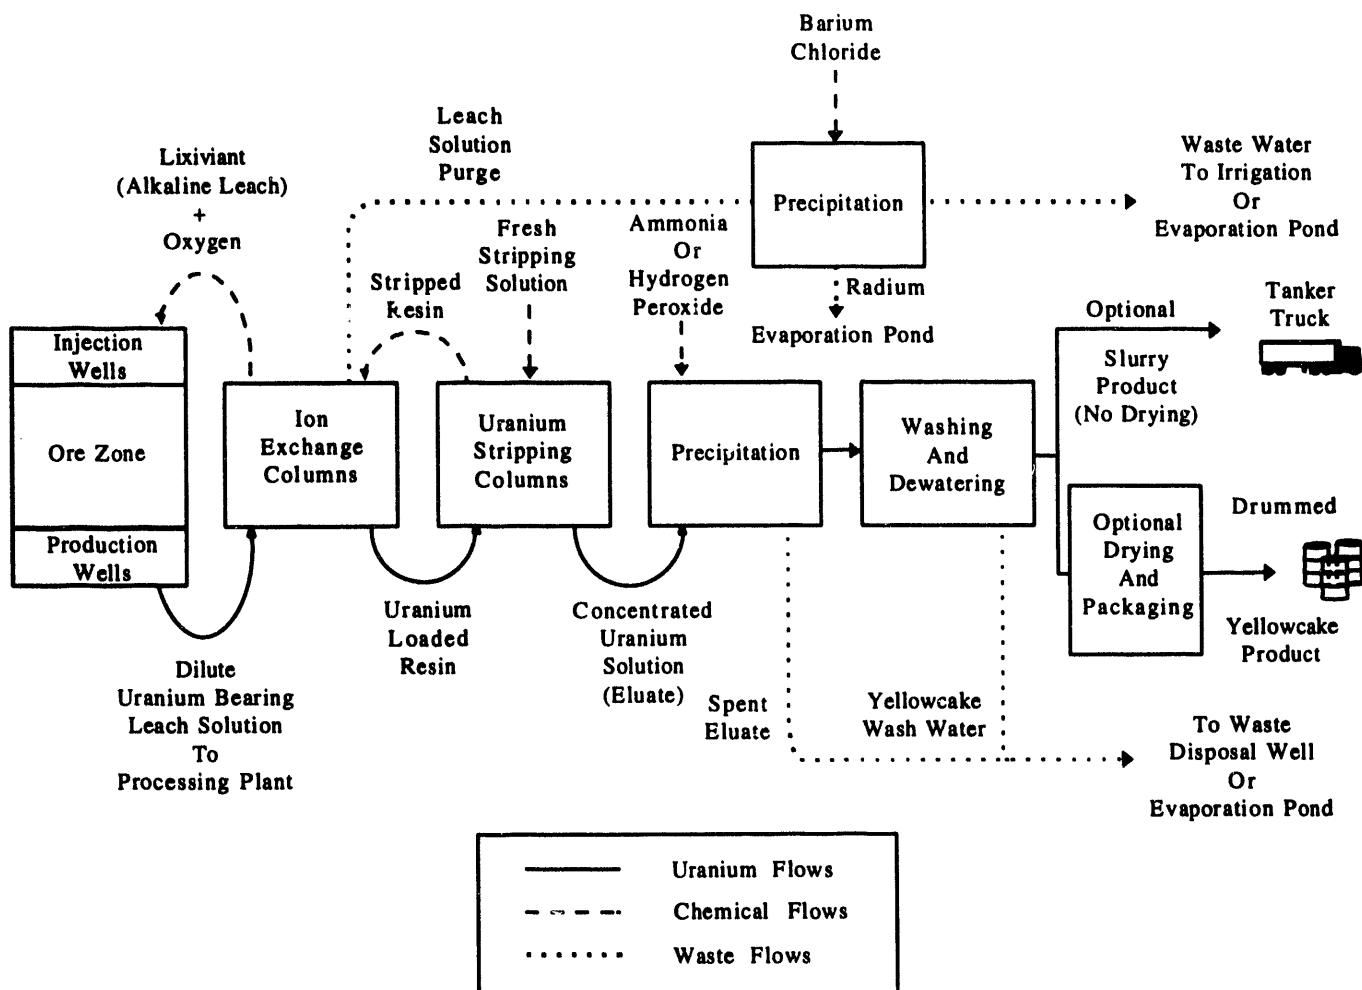 Barium
Chloride
Leach
Solution
Purge
Lixiviant
(Alkaline Leach)
+
Oxygen
Precipitation
Waste Water
To Irrigation
Or
Evaporation Pond
Fresh
Stripping
Solution
Ammonia
Or
Hydrogen
Peroxide
Stripped
Resin
Radium
Evaporation Pond
Optional
Tanker
Truck
Slurry
Product
(No Drying)
Injection
Wells
Ore Zone
Production
Wells
Ion
Exchange
Columns
Uranium
Stripping
Columns
Precipitation
Washing
And
Dewatering
Optional
Drying
And
Packaging
Drummed
Yellowcake
Product
Dilute
Uranium Bearing
Leach Solution
To
Processing Plant
Uranium
Loaded
Resin
Concentrated
Uranium
Solution
(Eluate)
Spent
Eluate
Yellowcake
Wash Water
To Waste
Disposal Well
Or
Evaporation Pond
Uranium Flows
Chemical Flows
Waste Flows